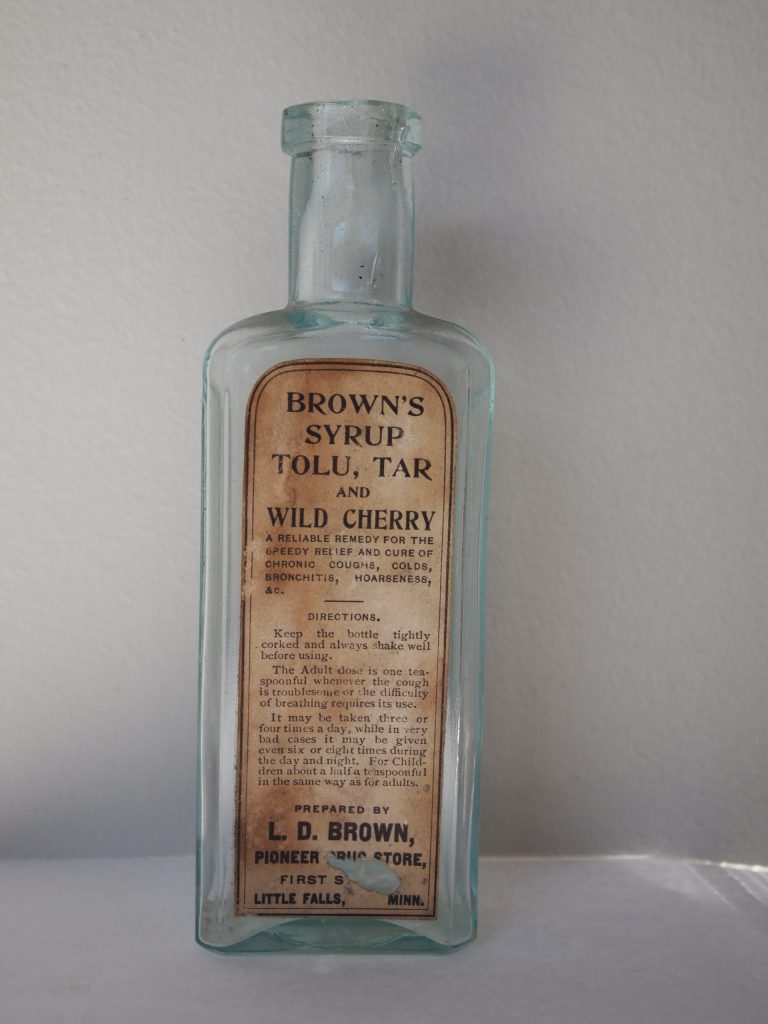 BROWN'S
SYRUP
TOLU, TAR
AND
WILD CHERRY
A RELIABLE REMEDY FOR THE
SPEEDY RELIEF AND CURE OF
CHRONIC COUGHS, COLDS,
BRONCHITIS, HOARSENESS,
&C.
DIRECTIONS.
Keep the bottle tightly
corked and always shake well
before using.
The Adult dose is one tea-
spoonful whenever the cough
is troublesome or the difficulty
of breathing requires its use.
It may be taken three or
four times a day, while in very
bad cases it may be given
even six or eight times during
the day and night. For Child-
dren about a half a teaspoonful
in the same way as for adults.
PREPARED BY
L. D. BROWN,
PIONEER DRUG STORE,
FIRST
LITTLE FALLS, MINN.